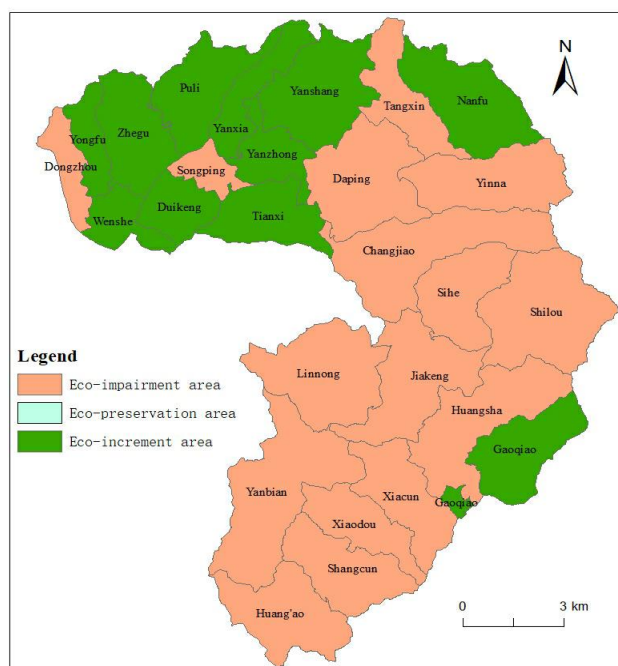 N
Puli
Yanshang
Nanfu
Tangxin
Zhegu
Yanxia
Yongfu
Yanzhong
Dongzhou
Songping
Daping
Yinna
Duikeng
Tianxi
Wenshe
Changjiao
Sihe
Shilou
Legend
Eco-impairment area
Eco-preservation area
Eco-increment area
Linnong
Jiakeng
Huangsha
Gaoqiao
Yanbian
Xiacun
Gaoqiao
Xiaodou
Shangcun
Huang'ao
0 3 km